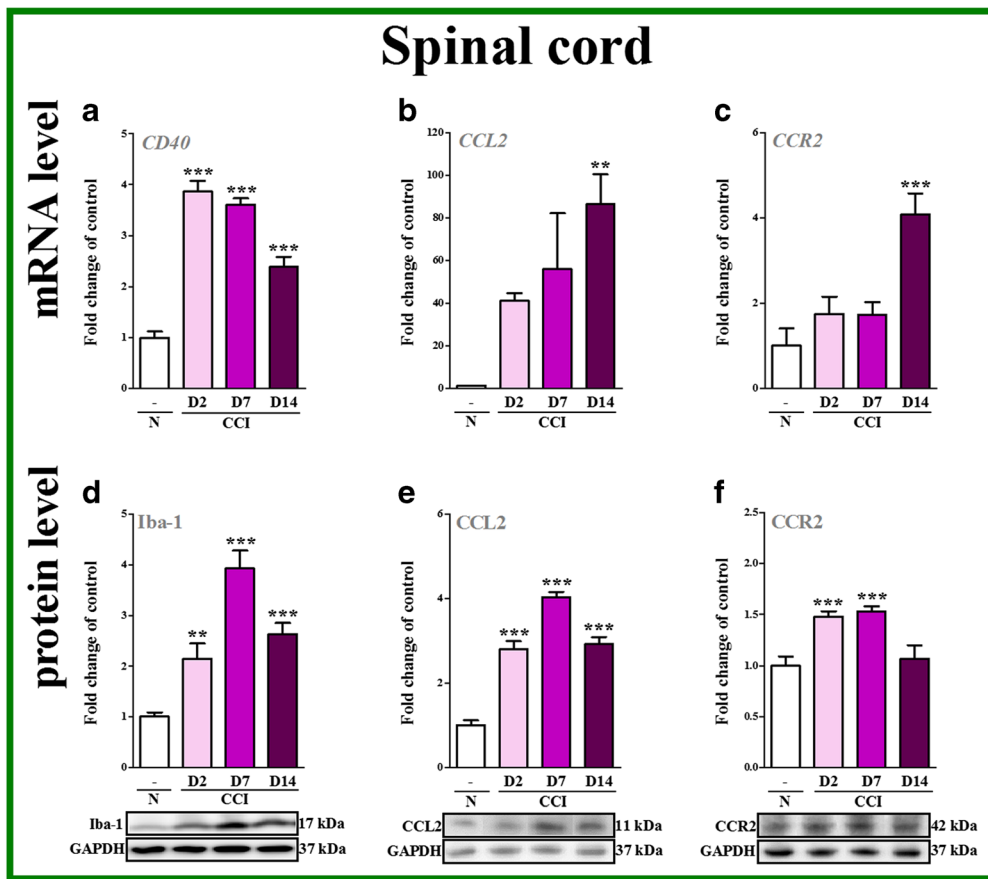 Spinal cord
mRNA level
a
CD40
Fold change of control
5
4
3
2
1
0
***
***
***
- D2 D7 D14
N CCI
b
CCL2
Fold change of control
120
100
80
60
40
20
0
**
- D2 D7 D14
N CCI
c
CCR2
Fold change of control
6
4
2
0
***
- D2 D7 D14
N CCI
protein level
d
Iba-1
Fold change of control
5
4
3
2
1
0
**
***
***
- D2 D7 D14
N CCI
Iba-1 17 kDa
GAPDH 37 kDa
e
CCL2
Fold change of control
6
4
2
0
***
***
***
- D2 D7 D14
N CCI
CCL2 11 kDa
GAPDH 37 kDa
f
CCR2
Fold change of control
2.5
2.0
1.5
1.0
0.5
0.0
***
***
- D2 D7 D14
N CCI
CCR2 42 kDa
GAPDH 37 kDa